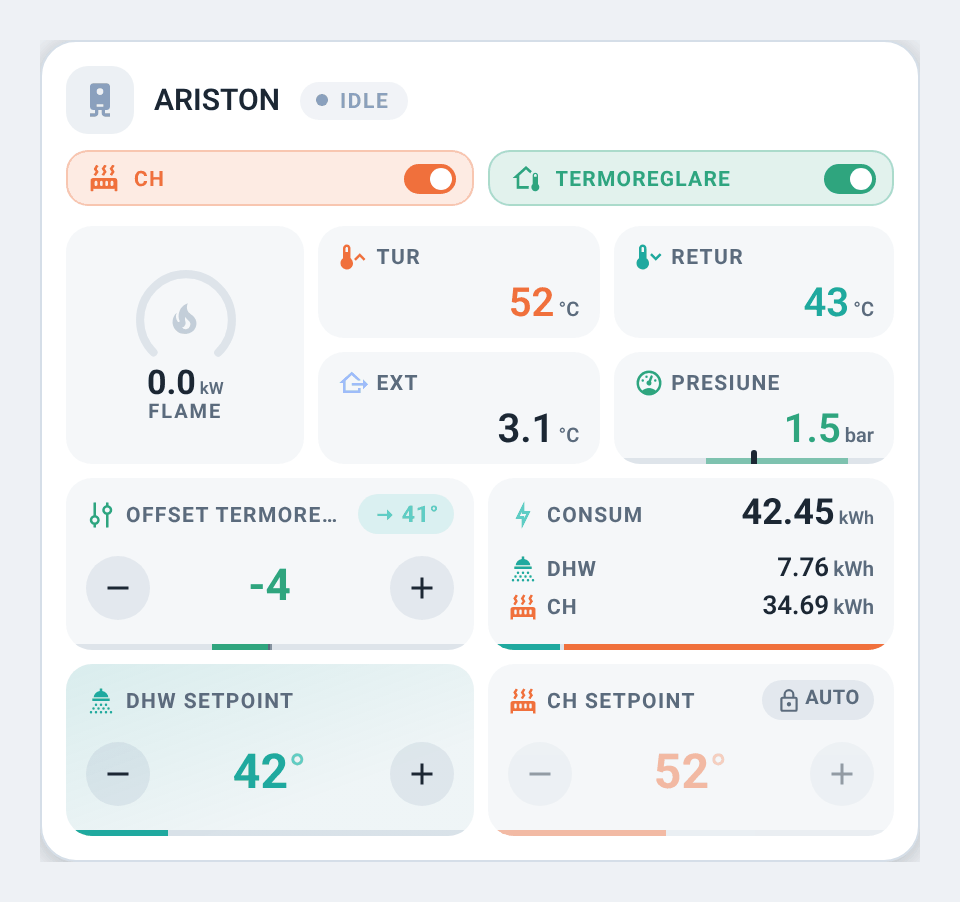 ARISTON
IDLE
CH
TERMOREGLARE
TUR
52 °C
RETUR
43 °C
0.0 kW
FLAME
EXT
3.1 °C
PRESIUNE
1.5 bar
OFFSET TERMORE...
→ 41°
− -4 +
CONSUM 42.45 kWh
DHW 7.76 kWh
CH 34.69 kWh
DHW SETPOINT
− 42° +
CH SETPOINT
AUTO
− 52° +